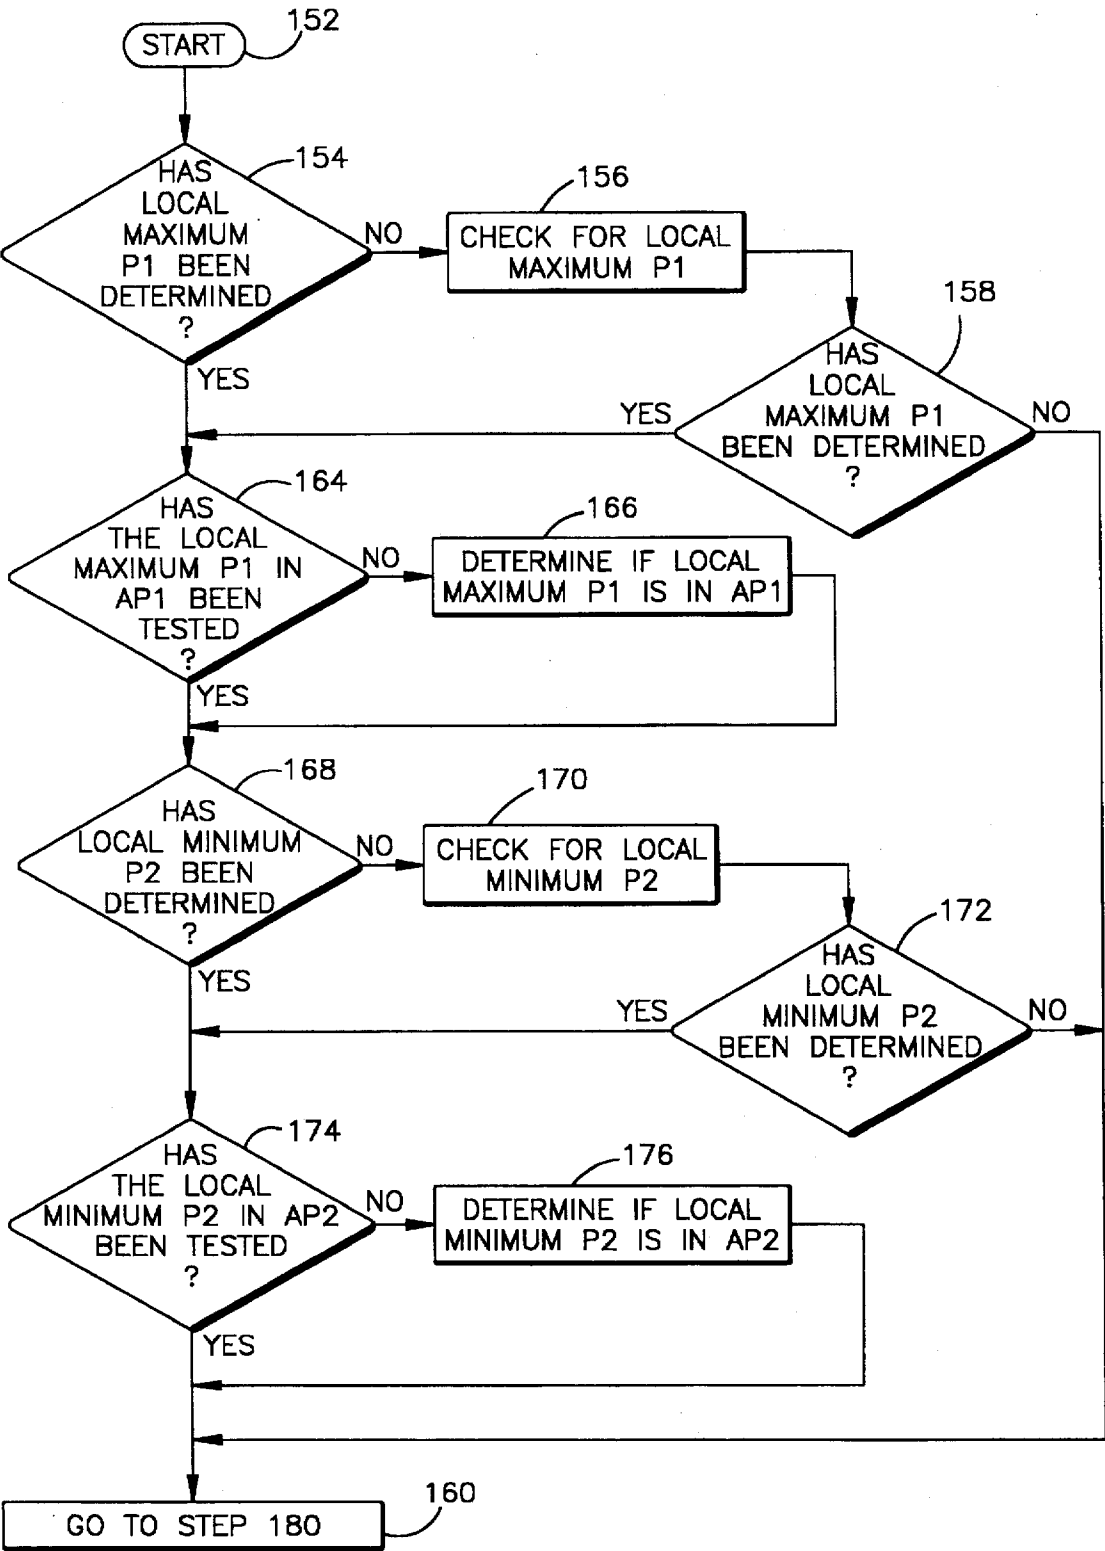 START
152
HAS
LOCAL
MAXIMUM
P1 BEEN
DETERMINED
?
154
NO
YES
CHECK FOR LOCAL
MAXIMUM P1
156
HAS
LOCAL
MAXIMUM P1
BEEN DETERMINED
?
158
YES
NO
HAS
THE LOCAL
MAXIMUM P1 IN
AP1 BEEN
TESTED
?
164
NO
YES
DETERMINE IF LOCAL
MAXIMUM P1 IS IN AP1
166
HAS
LOCAL MINIMUM
P2 BEEN
DETERMINED
?
168
NO
YES
CHECK FOR LOCAL
MINIMUM P2
170
HAS
LOCAL
MINIMUM P2
BEEN DETERMINED
?
172
YES
NO
HAS
THE LOCAL
MINIMUM P2 IN AP2
BEEN TESTED
?
174
NO
YES
DETERMINE IF LOCAL
MINIMUM P2 IS IN AP2
176
GO TO STEP 180
160